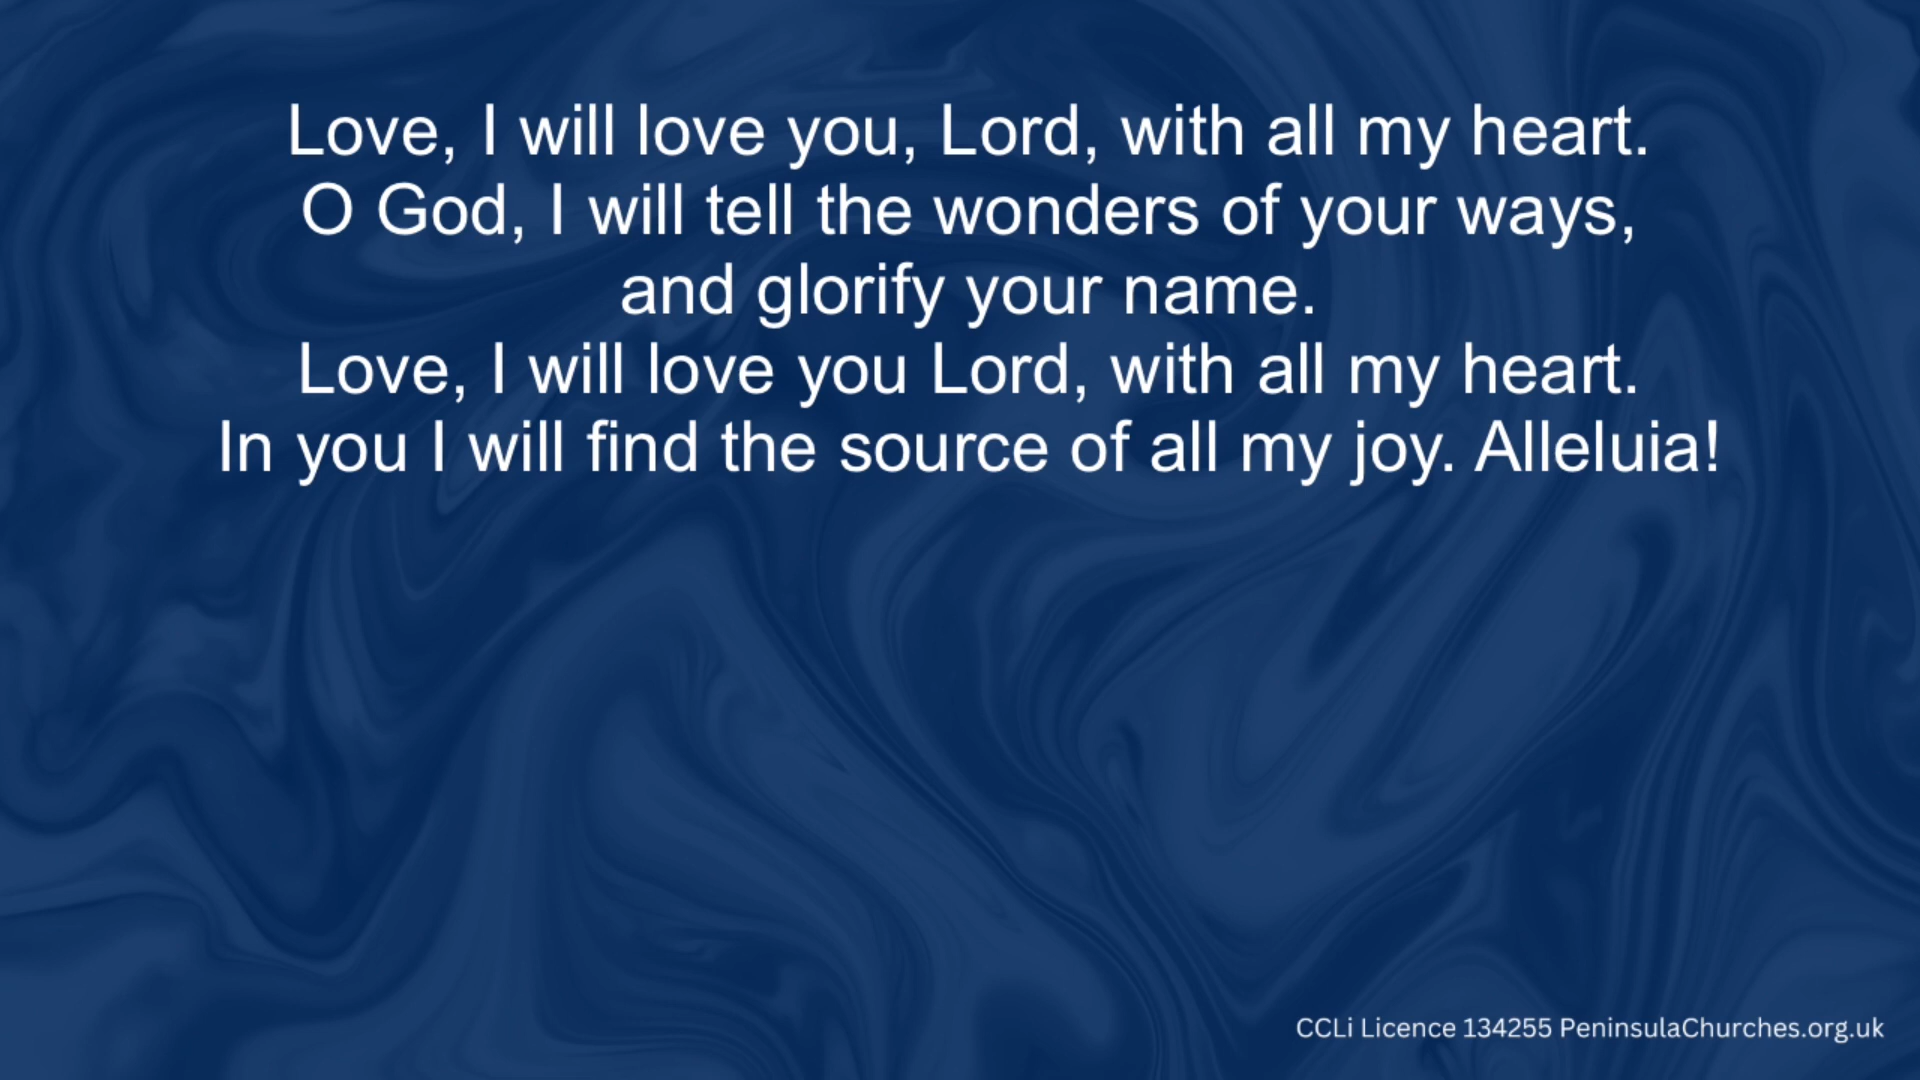 Love, I will love you, Lord, with all my heart.
O God, I will tell the wonders of your ways,
and glorify your name.
Love, I will love you Lord, with all my heart.
In you I will find the source of all my joy. Alleluia!
CCLi Licence 134255 PeninsulaChurches.org.uk